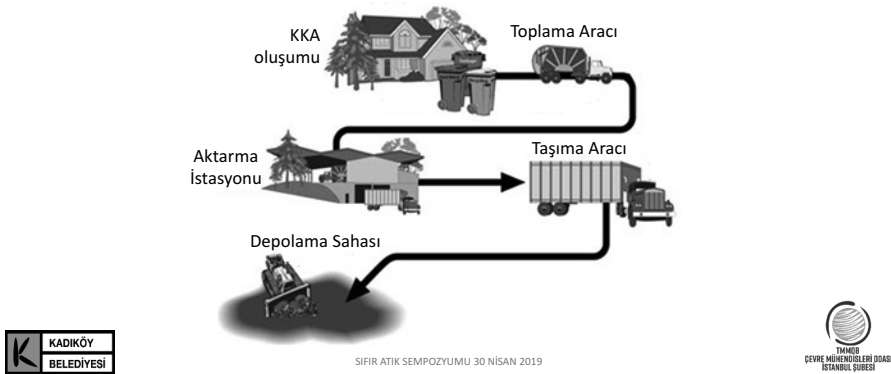 KKA
oluşumu
Toplama Aracı
Aktarma
İstasyonu
Taşıma Aracı
Depolama Sahası
KADIKÖY
BELEDİYESİ
SIFIR ATIK SEMPOZYUMU 30 NİSAN 2019
TMMOB
ÇEVRE MÜHENDİSLERİ ODASI
İSTANBUL ŞUBESİ